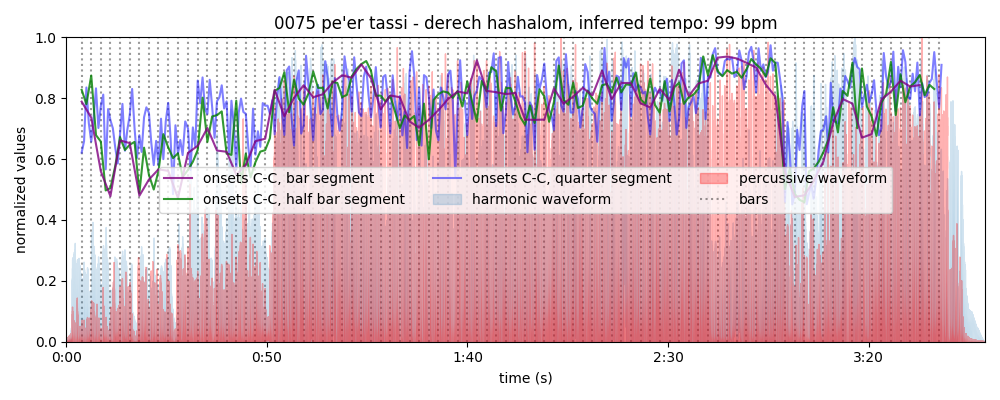 0075 pe'er tassi - derech hashalom, inferred tempo: 99 bpm
normalized values
1.0
0.8
0.6
0.4
0.2
0.0
onsets C-C, bar segment
onsets C-C, half bar segment
onsets C-C, quarter segment
harmonic waveform
percussive waveform
bars
0:00
0:50
1:40
2:30
3:20
time (s)